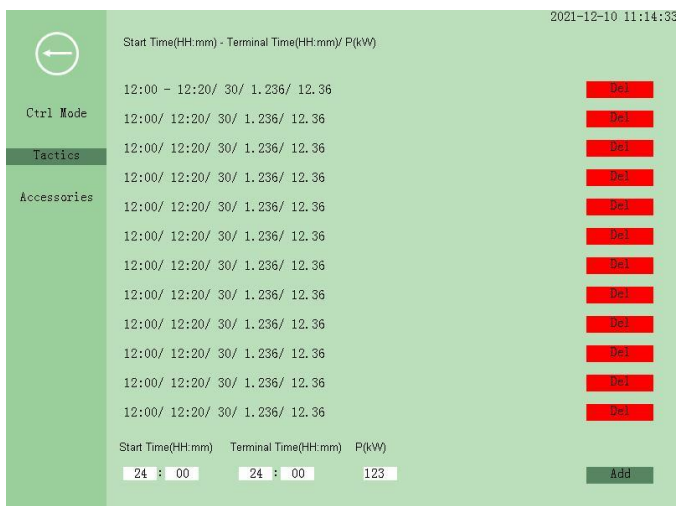 2021-12-10 11:14:33
Start Time(HH:mm) - Terminal Time(HH:mm)/ P(kW)
12:00 - 12:20/ 30/ 1.236/ 12.36 Del
Ctrl Mode
12:00/ 12:20/ 30/ 1.236/ 12.36 Del
12:00/ 12:20/ 30/ 1.236/ 12.36 Del
Tactics
12:00/ 12:20/ 30/ 1.236/ 12.36 Del
Accessories
12:00/ 12:20/ 30/ 1.236/ 12.36 Del
12:00/ 12:20/ 30/ 1.236/ 12.36 Del
12:00/ 12:20/ 30/ 1.236/ 12.36 Del
12:00/ 12:20/ 30/ 1.236/ 12.36 Del
12:00/ 12:20/ 30/ 1.236/ 12.36 Del
12:00/ 12:20/ 30/ 1.236/ 12.36 Del
12:00/ 12:20/ 30/ 1.236/ 12.36 Del
12:00/ 12:20/ 30/ 1.236/ 12.36 Del
Start Time(HH:mm) Terminal Time(HH:mm) P(kW)
24 : 00 24 : 00 123 Add